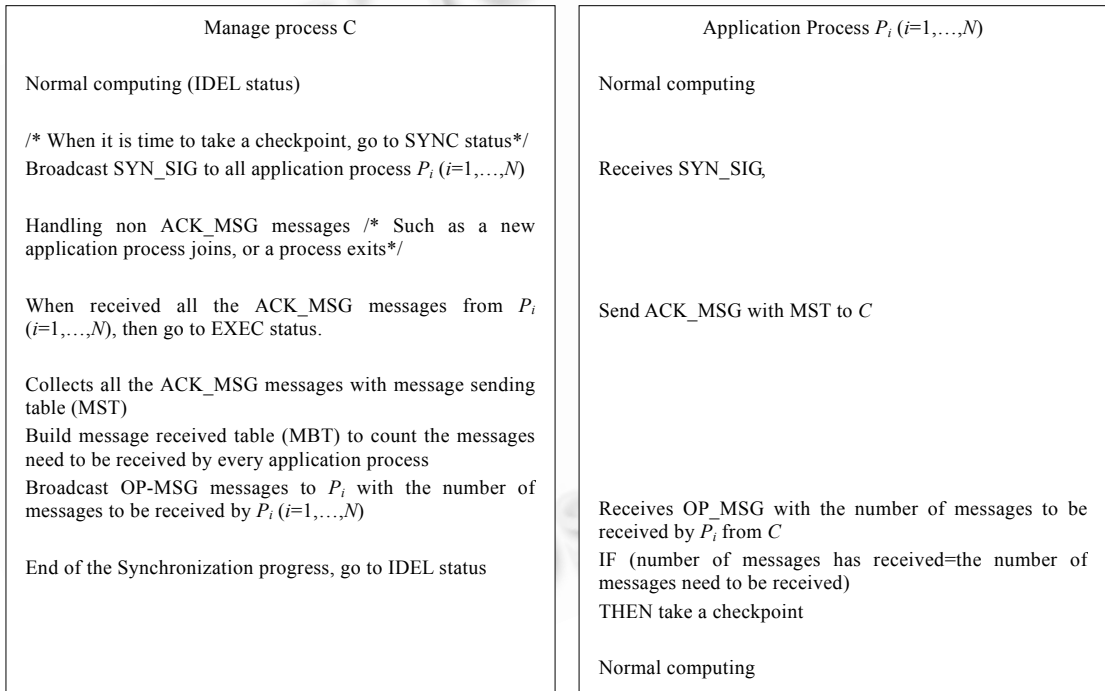 Manage process C
Normal computing (IDEL status)
/* When it is time to take a checkpoint, go to SYNC status*/
Broadcast SYN_SIG to all application process Pi (i=1,…,N)
Handling non ACK_MSG messages /* Such as a new
application process joins, or a process exits*/
When received all the ACK_MSG messages from Pi
(i=1,…,N), then go to EXEC status.
Collects all the ACK_MSG messages with message sending
table (MST)
Build message received table (MBT) to count the messages
need to be received by every application process
Broadcast OP-MSG messages to Pi with the number of
messages to be received by Pi (i=1,…,N)
End of the Synchronization progress, go to IDEL status
Application Process Pi (i=1,…,N)
Normal computing
Receives SYN_SIG,
Send ACK_MSG with MST to C
Receives OP_MSG with the number of messages to be
received by Pi from C
IF (number of messages has received=the number of
messages need to be received)
THEN take a checkpoint
Normal computing